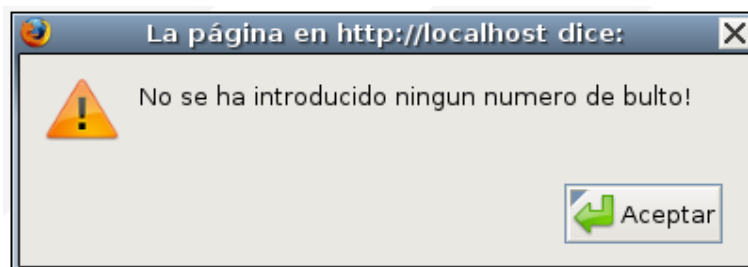 La página en http://localhost dice:
No se ha introducido ningun numero de bulto!
Aceptar